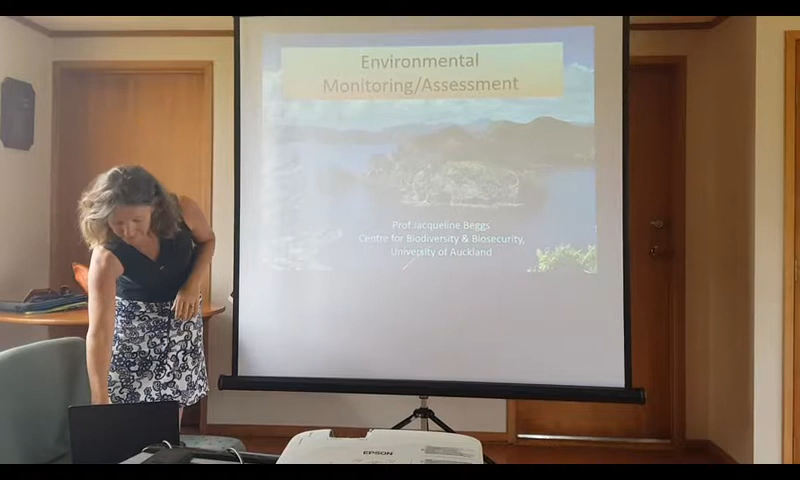 Environmental
Monitoring/Assessment
Prof Jacqueline Beggs
Centre for Biodiversity & Biosecurity,
University of Auckland
EPSON